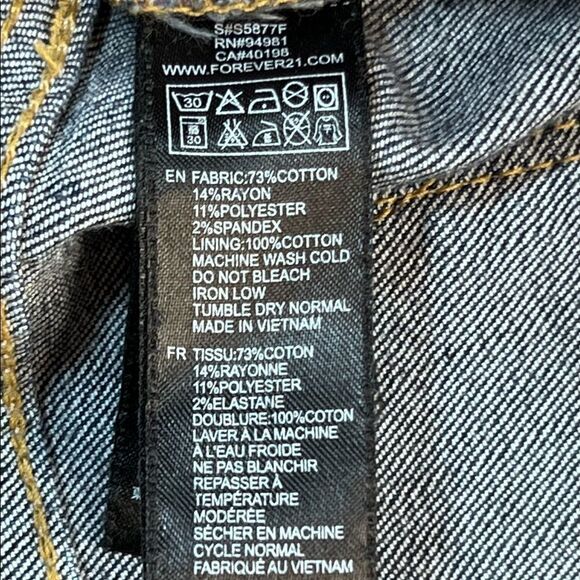 S#S5877F
RN#94981
CA#40198
WWW.FOREVER21.COM
30
30
EN FABRIC:73%COTTON
14%RAYON
11%POLYESTER
2%SPANDEX
LINING:100%COTTON
MACHINE WASH COLD
DO NOT BLEACH
IRON LOW
TUMBLE DRY NORMAL
MADE IN VIETNAM
FR TISSU:73%COTON
14%RAYONNE
11%POLYESTER
2%ELASTANE
DOUBLURE:100%COTON
LAVER À LA MACHINE
À L'EAU FROIDE
NE PAS BLANCHIR
REPASSER À
TEMPÉRATURE
MODÉRÉE
SÉCHER EN MACHINE
CYCLE NORMAL
FABRIQUÉ AU VIETNAM